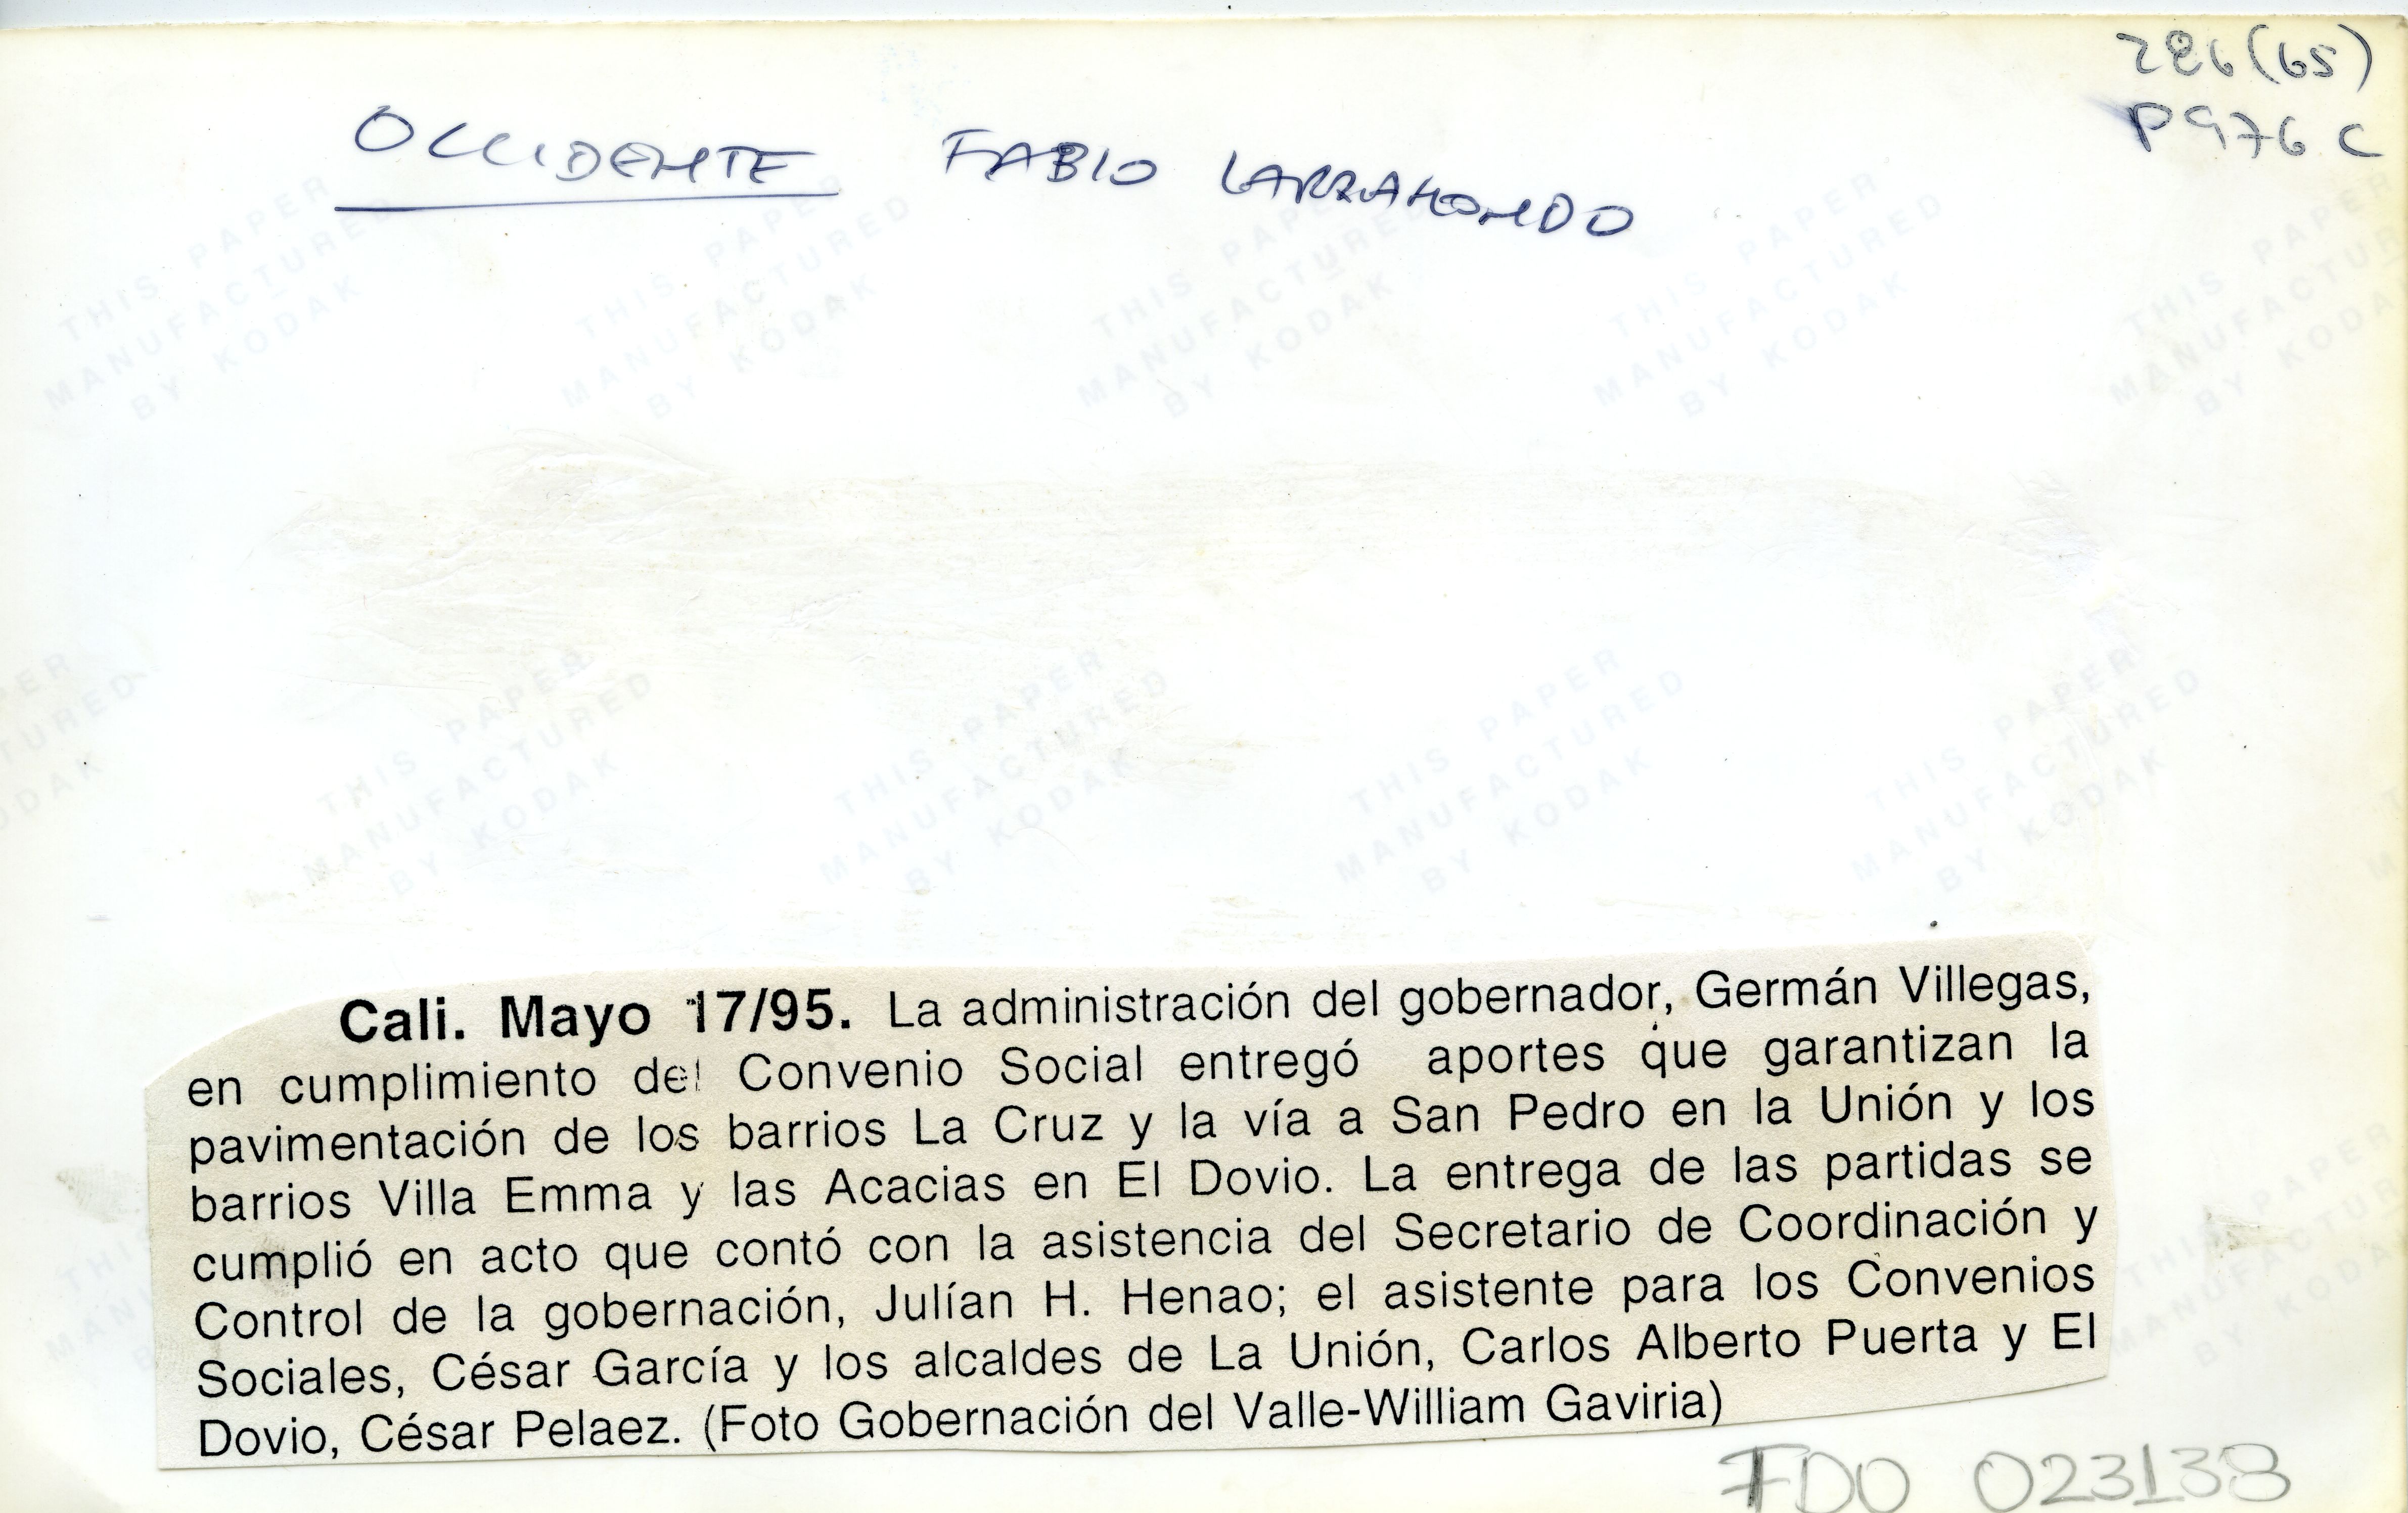 286(65)
P976 C
OCCIDENTE FABIO LARRAHONDO
THIS PAPER
MANUFACTURED
BY KODAK
Cali. Mayo 17/95. La administración del gobernador, Germán Villegas,
en cumplimiento del Convenio Social entregó aportes que garantizan la
pavimentación de los barrios La Cruz y la vía a San Pedro en la Unión y los
barrios Villa Emma y las Acacias en El Dovio. La entrega de las partidas se
cumplió en acto que contó con la asistencia del Secretario de Coordinación y
Control de la gobernación, Julían H. Henao; el asistente para los Convenios
Sociales, César García y los alcaldes de La Unión, Carlos Alberto Puerta y El
Dovio, César Pelaez. (Foto Gobernación del Valle-William Gaviria)
FDO 023138